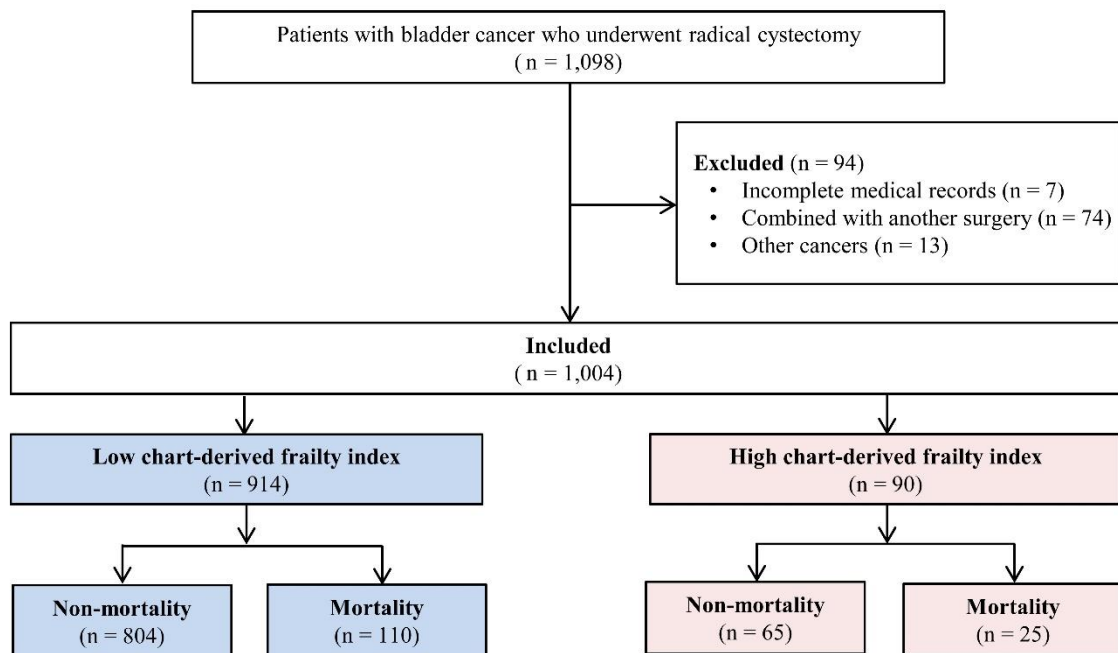 Patients with bladder cancer who underwent radical cystectomy
( n = 1,098)
Excluded (n = 94)
• Incomplete medical records (n = 7)
• Combined with another surgery (n = 74)
• Other cancers (n = 13)
Included
( n = 1,004)
Low chart-derived frailty index
(n = 914)
High chart-derived frailty index
(n = 90)
Non-mortality
(n = 804)
Mortality
(n = 110)
Non-mortality
(n = 65)
Mortality
(n = 25)